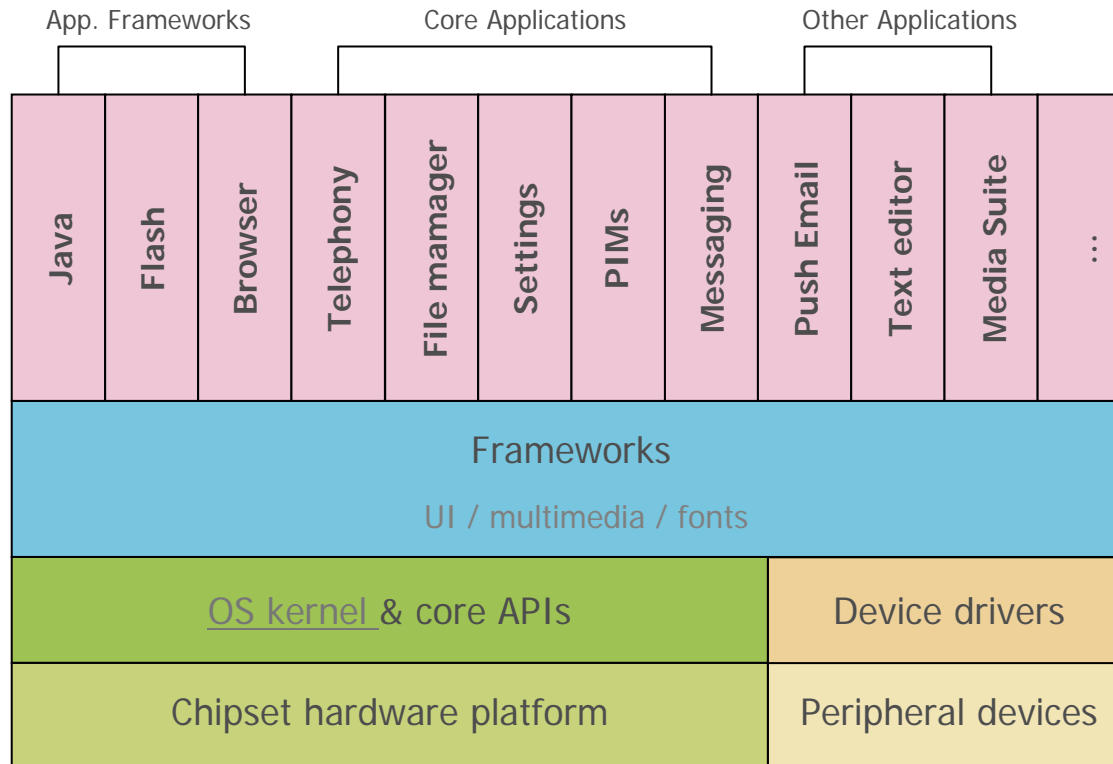 App. Frameworks
Core Applications
Other Applications
Java
Flash
Browser
Telephony
File mamager
Settings
PIMs
Messaging
Push Email
Text editor
Media Suite
...
Frameworks
UI / multimedia / fonts
OS kernel & core APIs
Device drivers
Chipset hardware platform
Peripheral devices